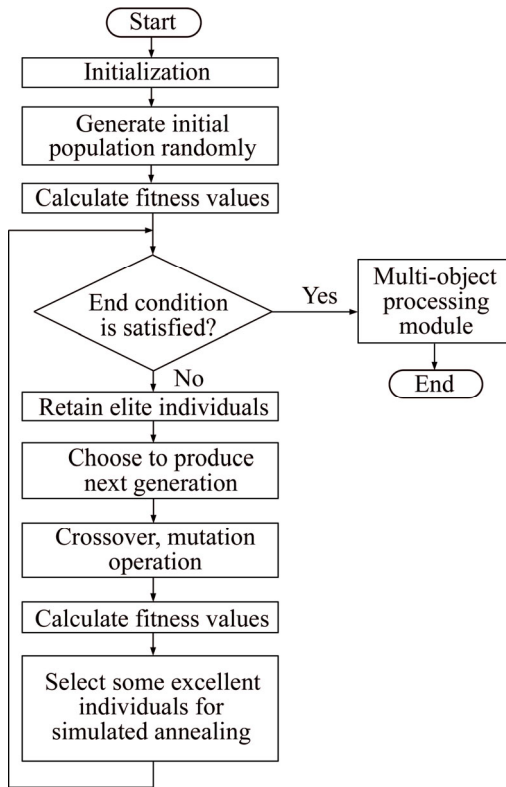 Start
Initialization
Generate initial
population randomly
Calculate fitness values
End condition
is satisfied?
Yes
Multi-object
processing
module
End
No
Retain elite individuals
Choose to produce
next generation
Crossover, mutation
operation
Calculate fitness values
Select some excellent
individuals for
simulated annealing